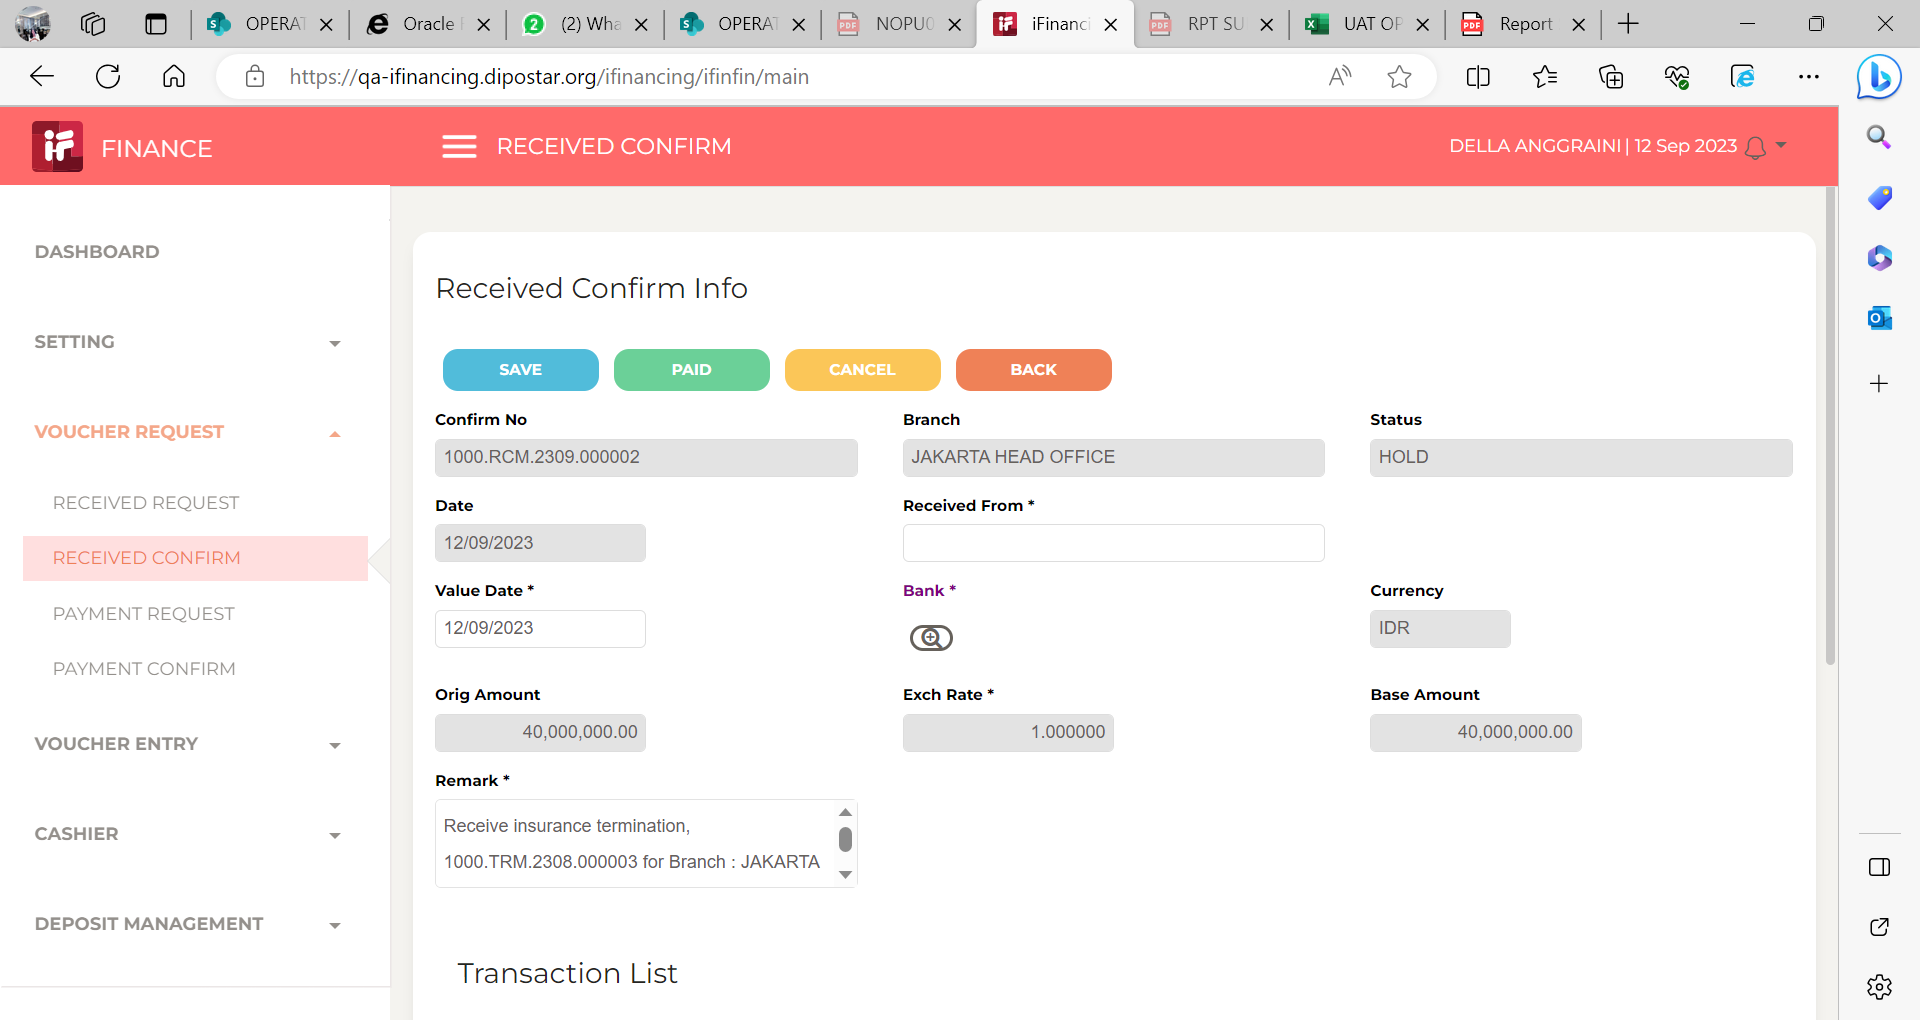 OPERAT
Oracle
(2) Wha
OPERAT
NOPU0
iFinanci
RPT SU
UAT OP
Report
https://qa-ifinancing.dipostar.org/ifinancing/ifinfin/main
iF FINANCE
RECEIVED CONFIRM
DELLA ANGGRAINI | 12 Sep 2023
DASHBOARD
SETTING
VOUCHER REQUEST
RECEIVED REQUEST
RECEIVED CONFIRM
PAYMENT REQUEST
PAYMENT CONFIRM
VOUCHER ENTRY
CASHIER
DEPOSIT MANAGEMENT
Received Confirm Info
SAVE PAID CANCEL BACK
Confirm No Branch Status
1000.RCM.2309.000002 JAKARTA HEAD OFFICE HOLD
Date Received From *
12/09/2023
Value Date * Bank * Currency
12/09/2023 IDR
Orig Amount Exch Rate * Base Amount
40,000,000.00 1.000000 40,000,000.00
Remark *
Receive insurance termination,
1000.TRM.2308.000003 for Branch : JAKARTA
Transaction List